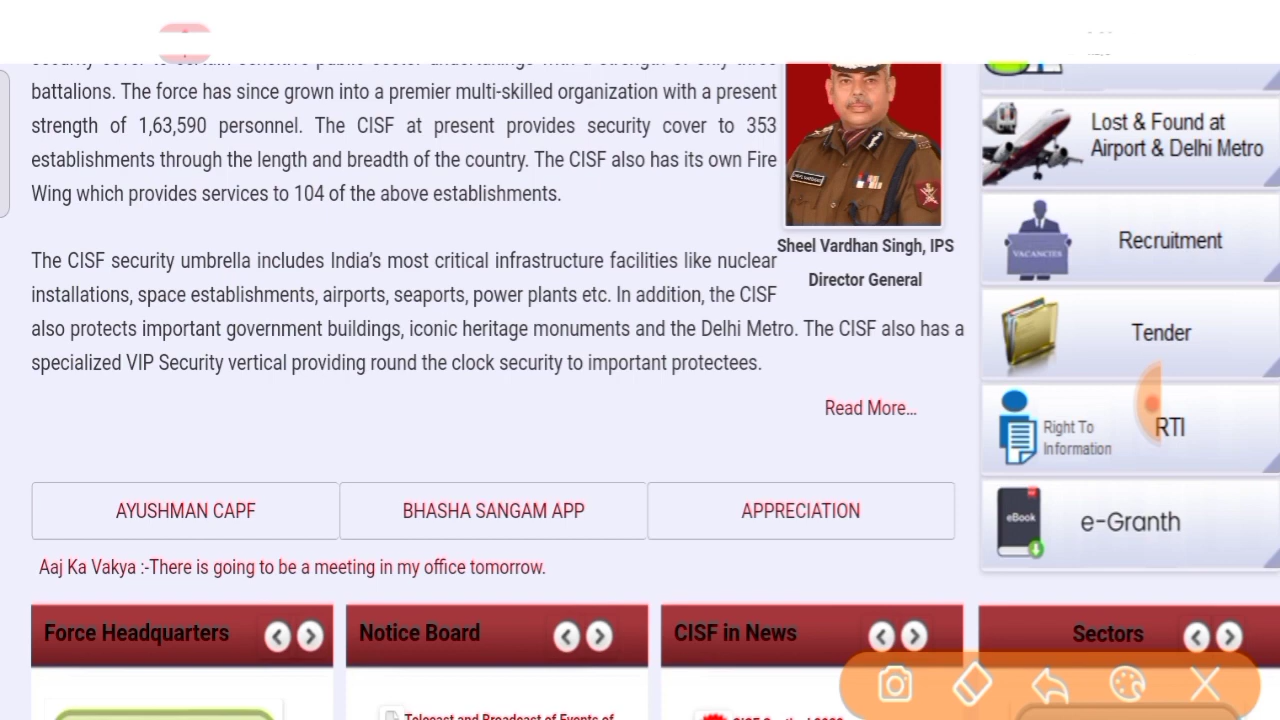 battalions. The force has since grown into a premier multi-skilled organization with a present
strength of 1,63,590 personnel. The CISF at present provides security cover to 353
establishments through the length and breadth of the country. The CISF also has its own Fire
Wing which provides services to 104 of the above establishments.
Sheel Vardhan Singh, IPS
Director General
The CISF security umbrella includes India's most critical infrastructure facilities like nuclear
installations, space establishments, airports, seaports, power plants etc. In addition, the CISF
also protects important government buildings, iconic heritage monuments and the Delhi Metro. The CISF also has a
specialized VIP Security vertical providing round the clock security to important protectees.
Read More...
AYUSHMAN CAPF
BHASHA SANGAM APP
APPRECIATION
Aaj Ka Vakya :-There is going to be a meeting in my office tomorrow.
Force Headquarters
Notice Board
CISF in News
Sectors
Telecast and Broadcast of Events of
Lost & Found at
Airport & Delhi Metro
VACANCIES
Recruitment
Tender
Right To
Information
RTI
eBook
e-Granth